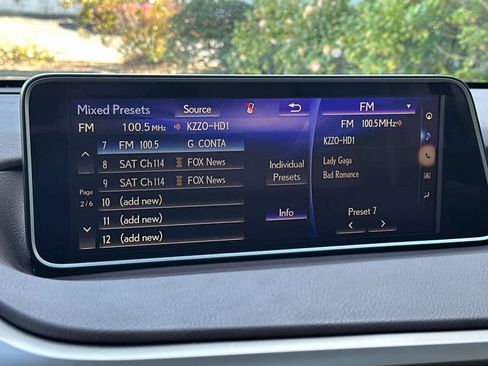 Mixed Presets Source
FM 100.5MHz KZZO-HD1
7 FM 100.5 G. CONTA
8 SAT Ch114 FOX News
9 SAT Ch114 FOX News
10 (add new)
11 (add new)
12 (add new)
Page
2/6
Individual
Presets
Info
FM
FM 100.5MHz
KZZO-HD1
Lady Gaga
Bad Romance
Preset 7